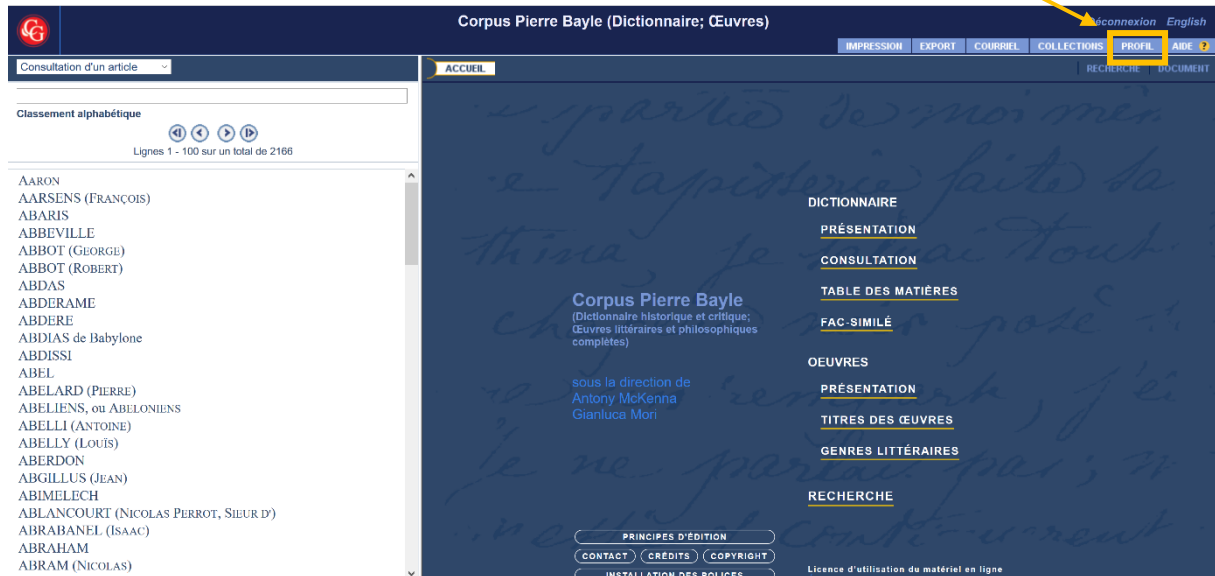 CG
Corpus Pierre Bayle (Dictionnaire; Œuvres)
Déconnexion English
IMPRESSION EXPORT COURRIEL COLLECTIONS PROFIL AIDE ?
Consultation d'un article
ACCUEIL
RECHERCHE DOCUMENT
Classement alphabétique
Lignes 1 - 100 sur un total de 2166
AARON
AARSENS (FRANÇOIS)
ABARIS
ABBEVILLE
ABBOT (GEORGE)
ABBOT (ROBERT)
ABDAS
ABDERAME
ABDERE
ABDIAS de Babylone
ABDISSI
ABEL
ABELARD (PIERRE)
ABELIENS, ou ABELONIENS
ABELLI (ANTOINE)
ABELLY (LOUÏS)
ABERDON
ABGILLUS (JEAN)
ABIMELECH
ABLANCOURT (NICOLAS PERROT, SIEUR D')
ABRABANEL (ISAAC)
ABRAHAM
ABRAM (NICOLAS)
Corpus Pierre Bayle
(Dictionnaire historique et critique;
Œuvres littéraires et philosophiques
complètes)
sous la direction de
Antony McKenna
Gianluca Mori
DICTIONNAIRE
PRÉSENTATION
CONSULTATION
TABLE DES MATIÈRES
FAC-SIMILÉ
OEUVRES
PRÉSENTATION
TITRES DES ŒUVRES
GENRES LITTÉRAIRES
RECHERCHE
PRINCIPES D'ÉDITION
CONTACT CRÉDITS COPYRIGHT
INSTALLATION DES POLICES
Licence d'utilisation du matériel en ligne